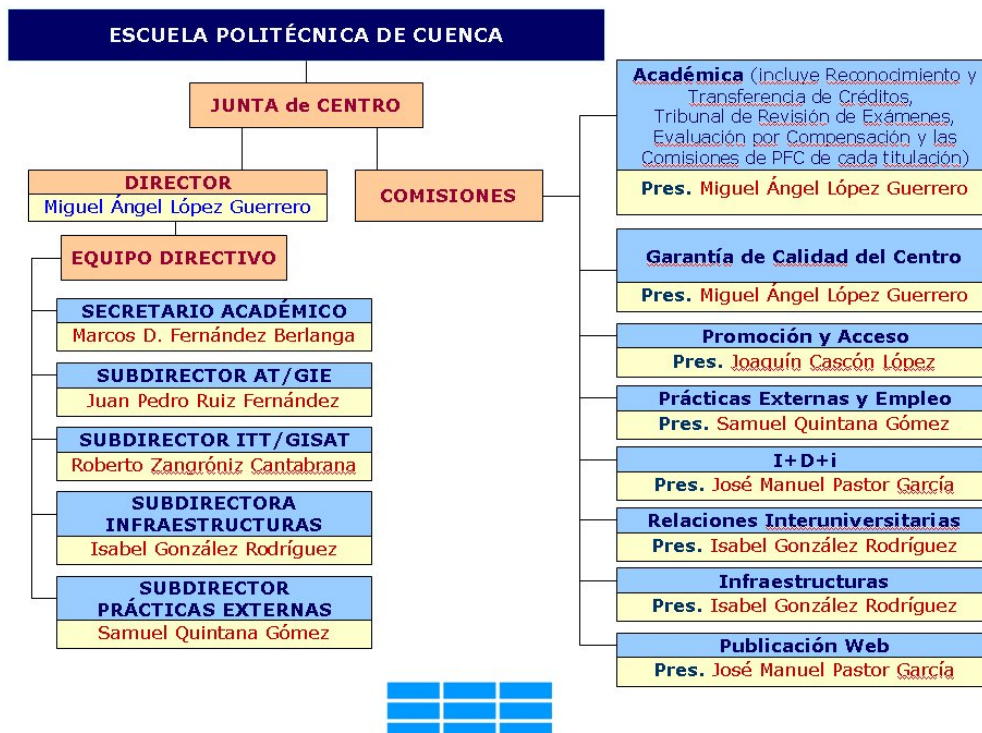 ESCUELA POLITÉCNICA DE CUENCA
JUNTA de CENTRO
DIRECTOR
Miguel Ángel López Guerrero
COMISIONES
EQUIPO DIRECTIVO
SECRETARIO ACADÉMICO
Marcos D. Fernández Berlanga
SUBDIRECTOR AT/GIE
Juan Pedro Ruiz Fernández
SUBDIRECTOR ITT/GISAT
Roberto Zangróniz Cantabrana
SUBDIRECTORA
INFRAESTRUCTURAS
Isabel González Rodríguez
SUBDIRECTOR
PRÁCTICAS EXTERNAS
Samuel Quintana Gómez
Académica (incluye Reconocimiento y
Transferencia de Créditos,
Tribunal de Revisión de Exámenes,
Evaluación por Compensación y las
Comisiones de PFC de cada titulación)
Pres. Miguel Ángel López Guerrero
Garantía de Calidad del Centro
Pres. Miguel Ángel López Guerrero
Promoción y Acceso
Pres. Joaquín Cascón López
Prácticas Externas y Empleo
Pres. Samuel Quintana Gómez
I+D+i
Pres. José Manuel Pastor García
Relaciones Interuniversitarias
Pres. Isabel González Rodríguez
Infraestructuras
Pres. Isabel González Rodríguez
Publicación Web
Pres. José Manuel Pastor García